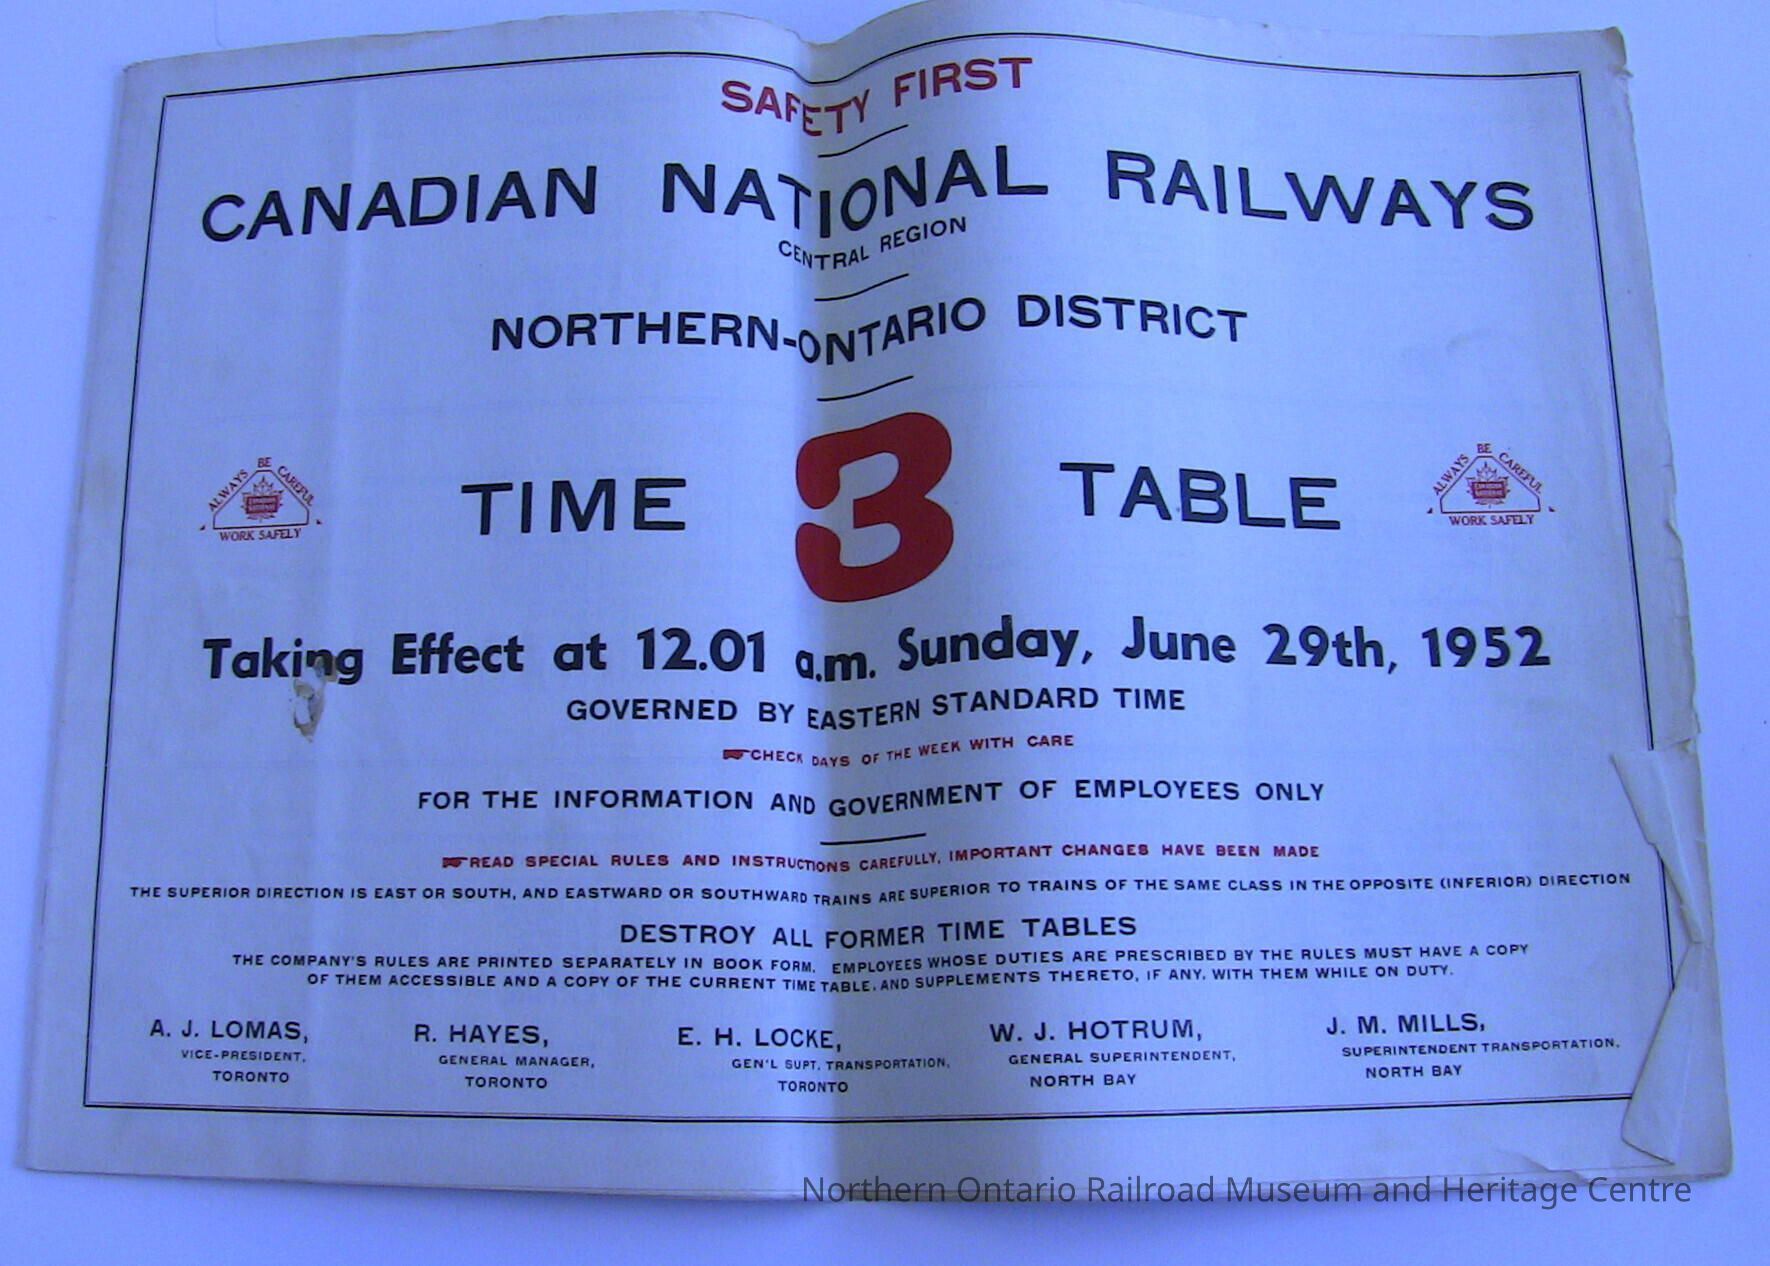 SAFETY FIRST
CANADIAN NATIONAL RAILWAYS
CENTRAL REGION
NORTHERN-ONTARIO DISTRICT
ALWAYS BE CAREFUL
CANADIAN NATIONAL
WORK SAFELY
TIME 3 TABLE
ALWAYS BE CAREFUL
CANADIAN NATIONAL
WORK SAFELY
Taking Effect at 12.01 a.m. Sunday, June 29th, 1952
GOVERNED BY EASTERN STANDARD TIME
CHECK DAYS OF THE WEEK WITH CARE
FOR THE INFORMATION AND GOVERNMENT OF EMPLOYEES ONLY
READ SPECIAL RULES AND INSTRUCTIONS CAREFULLY, IMPORTANT CHANGES HAVE BEEN MADE
THE SUPERIOR DIRECTION IS EAST OR SOUTH, AND EASTWARD OR SOUTHWARD TRAINS ARE SUPERIOR TO TRAINS OF THE SAME CLASS IN THE OPPOSITE (INFERIOR) DIRECTION
DESTROY ALL FORMER TIME TABLES
THE COMPANY'S RULES ARE PRINTED SEPARATELY IN BOOK FORM. EMPLOYEES WHOSE DUTIES ARE PRESCRIBED BY THE RULES MUST HAVE A COPY
OF THEM ACCESSIBLE AND A COPY OF THE CURRENT TIME TABLE, AND SUPPLEMENTS THERETO, IF ANY, WITH THEM WHILE ON DUTY.
A. J. LOMAS,
VICE-PRESIDENT,
TORONTO
R. HAYES,
GENERAL MANAGER,
TORONTO
E. H. LOCKE,
GEN'L SUPT. TRANSPORTATION,
TORONTO
W. J. HOTRUM,
GENERAL SUPERINTENDENT,
NORTH BAY
J. M. MILLS,
SUPERINTENDENT TRANSPORTATION,
NORTH BAY
Northern Ontario Railroad Museum and Heritage Centre